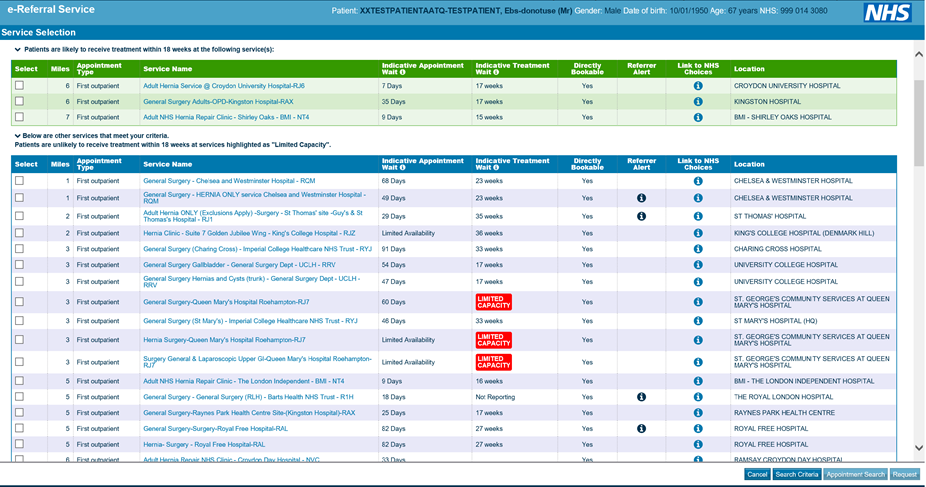 e-Referral Service
Patient: XXTESTPATIENTAATQ-TESTPATIENT, Ebs-donotuse (Mr) Gender: Male Date of birth: 10/01/1950 Age: 67 years NHS: 999 014 3080
NHS
Service Selection
Patients are likely to receive treatment within 18 weeks at the following service(s):
Select Miles Appointment Type Service Name Indicative Appointment Wait Indicative Treatment Wait Directly Bookable Referrer Alert Link to NHS Choices Location
6 First outpatient Adult Hernia Service @ Croydon University Hospital-RJ6 7 Days 17 weeks Yes CROYDON UNIVERSITY HOSPITAL
6 First outpatient General Surgery Adults-OPD-Kingston Hospital-RAX 35 Days 17 weeks Yes KINGSTON HOSPITAL
7 First outpatient Adult NHS Hernia Repair Clinic - Shirley Oaks - BMI - NT4 9 Days 15 weeks Yes BMI - SHIRLEY OAKS HOSPITAL
Below are other services that meet your criteria.
Patients are unlikely to receive treatment within 18 weeks at services highlighted as "Limited Capacity".
Select Miles Appointment Type Service Name Indicative Appointment Wait Indicative Treatment Wait Directly Bookable Referrer Alert Link to NHS Choices Location
1 First outpatient General Surgery - Chelsea and Westminster Hospital - RQM 68 Days 23 weeks Yes CHELSEA & WESTMINSTER HOSPITAL
1 First outpatient General Surgery - HERNIA ONLY service Chelsea and Westminster Hospital - RQM 49 Days 23 weeks Yes CHELSEA & WESTMINSTER HOSPITAL
2 First outpatient Adult Hernia ONLY (Exclusions Apply) -Surgery - St Thomas' site -Guy's & St Thomas's Hospital - RJ1 29 Days 35 weeks Yes ST THOMAS' HOSPITAL
2 First outpatient Hernia Clinic - Suite 7 Golden Jubilee Wing - King's College Hospital - RJZ Limited Availability 36 weeks Yes KING'S COLLEGE HOSPITAL (DENMARK HILL)
3 First outpatient General Surgery (Charing Cross) - Imperial College Healthcare NHS Trust - RYJ 91 Days 33 weeks Yes CHARING CROSS HOSPITAL
3 First outpatient General Surgery Gallbladder - General Surgery Dept - UCLH - RRV 54 Days 17 weeks Yes UNIVERSITY COLLEGE HOSPITAL
3 First outpatient General Surgery Hernias and Cysts (trunk) - General Surgery Dept - UCLH - RRV 47 Days 17 weeks Yes UNIVERSITY COLLEGE HOSPITAL
3 First outpatient General Surgery-Queen Mary's Hospital Roehampton-RJ7 60 Days LIMITED CAPACITY Yes ST. GEORGE'S COMMUNITY SERVICES AT QUEEN MARY'S HOSPITAL
3 First outpatient General Surgery (St Mary's) - Imperial College Healthcare NHS Trust - RYJ 46 Days 33 weeks Yes ST MARY'S HOSPITAL (HQ)
3 First outpatient Hernia Surgery-Queen Mary's Hospital Roehampton-RJ7 Limited Availability LIMITED CAPACITY Yes ST. GEORGE'S COMMUNITY SERVICES AT QUEEN MARY'S HOSPITAL
3 First outpatient Surgery General & Laparoscopic Upper GI-Queen Mary's Hospital Roehampton-RJ7 Limited Availability LIMITED CAPACITY Yes ST. GEORGE'S COMMUNITY SERVICES AT QUEEN MARY'S HOSPITAL
5 First outpatient Adult NHS Hernia Repair Clinic - The London Independent - BMI - NT4 9 Days 16 weeks Yes BMI - THE LONDON INDEPENDENT HOSPITAL
5 First outpatient General Surgery - General Surgery (RLH) - Barts Health NHS Trust - R1H 18 Days Not Reporting Yes THE ROYAL LONDON HOSPITAL
5 First outpatient General Surgery-Raynes Park Health Centre Site-(Kingston Hospital)-RAX 25 Days 17 weeks Yes RAYNES PARK HEALTH CENTRE
5 First outpatient General Surgery-Surgery-Royal Free Hospital-RAL 82 Days 27 weeks Yes ROYAL FREE HOSPITAL
5 First outpatient Hernia- Surgery - Royal Free Hospital-RAL 82 Days 27 weeks Yes ROYAL FREE HOSPITAL
6 First outpatient Adult Hernia Repair NHS Clinic - Croydon Day Hospital - NVC 33 Days Yes RAMSAY CROYDON DAY HOSPITAL
Cancel Search Criteria Appointment Search Request